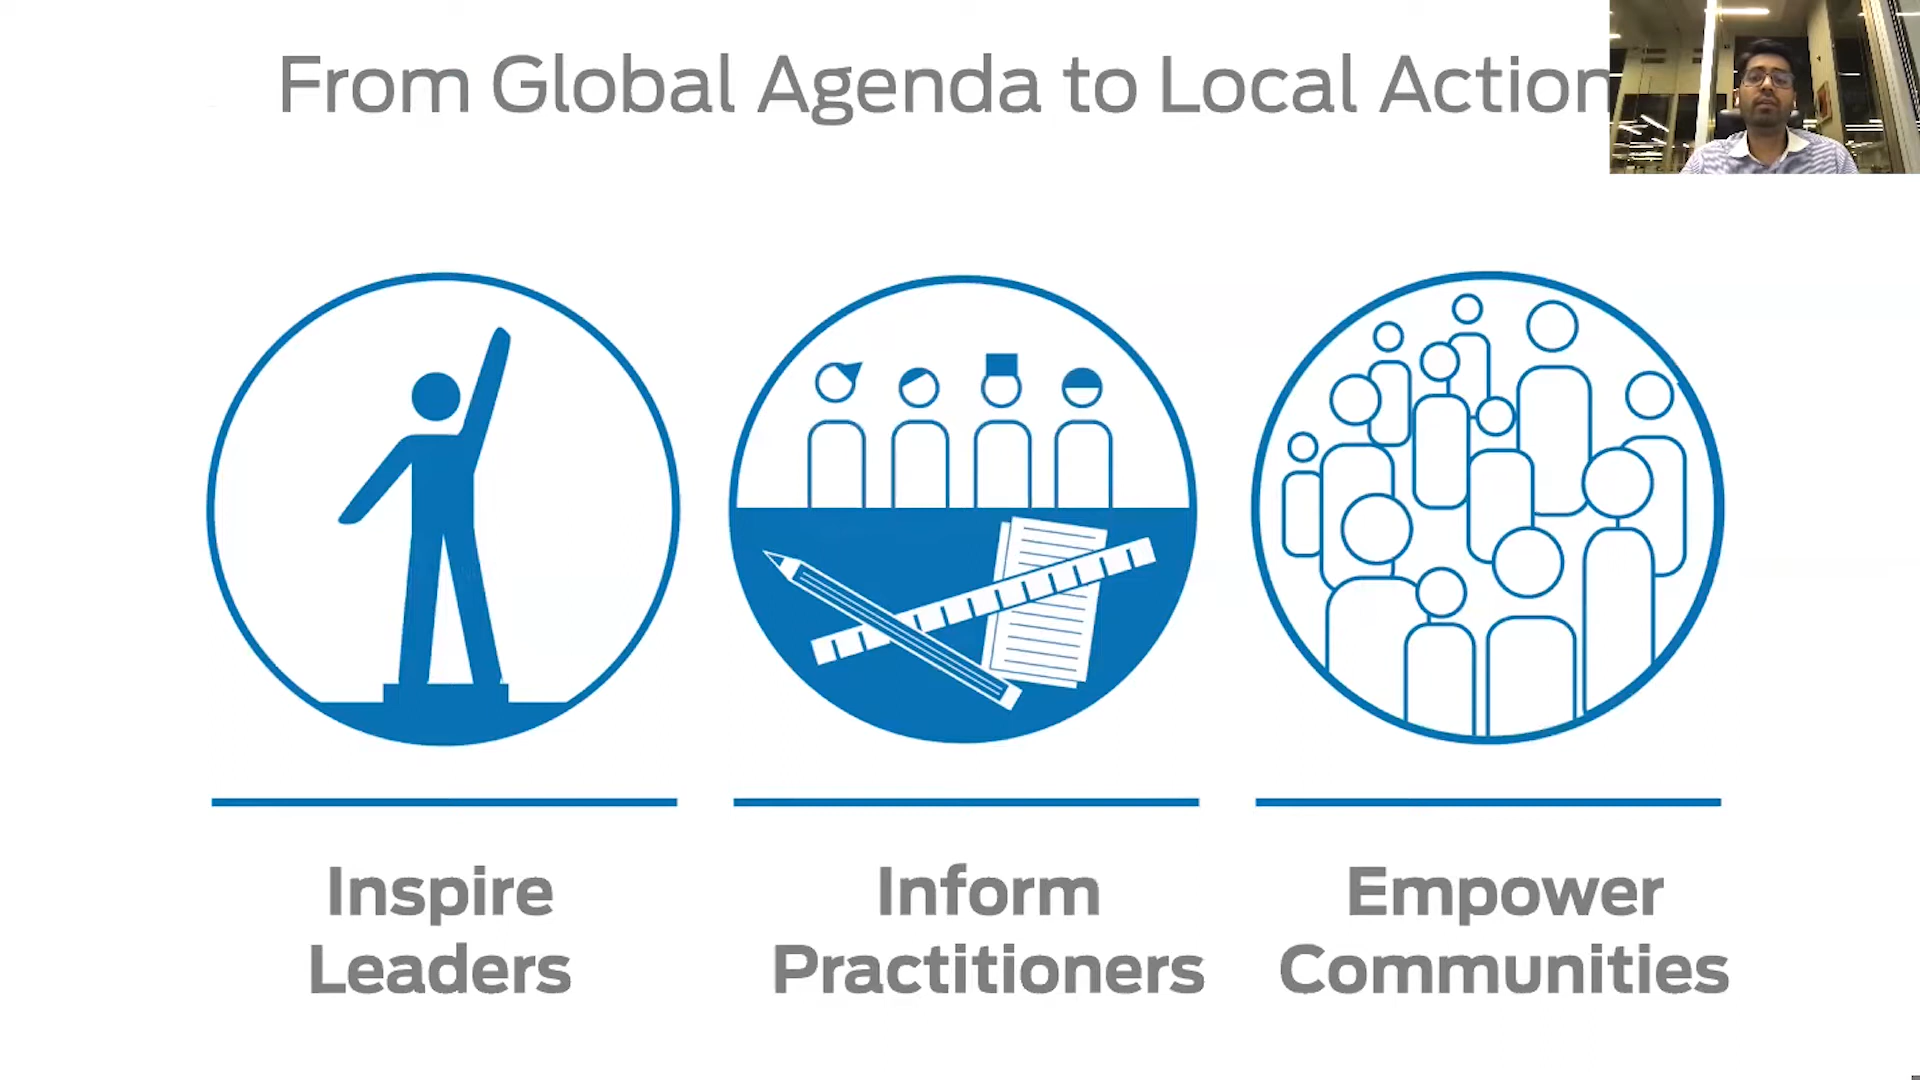 From Global Agenda to Local Action
Inspire
Leaders
Inform
Practitioners
Empower
Communities